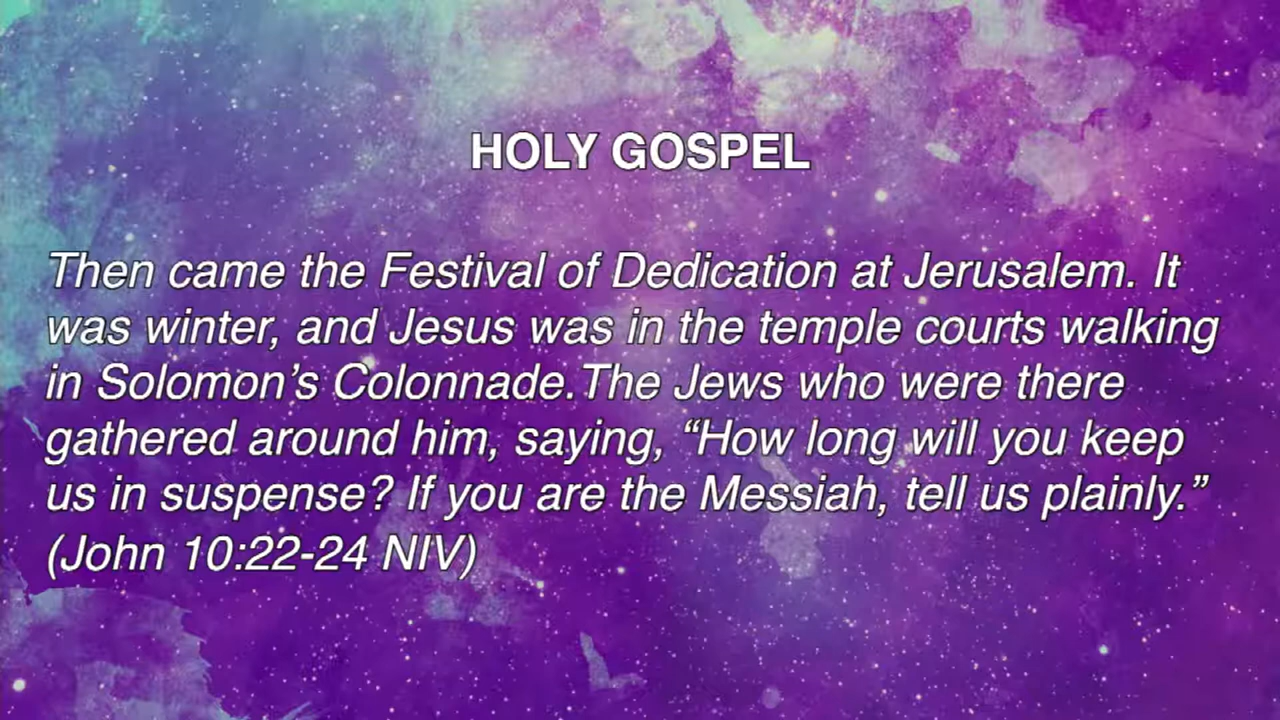 HOLY GOSPEL
Then came the Festival of Dedication at Jerusalem. It
was winter, and Jesus was in the temple courts walking
in Solomon’s Colonnade.The Jews who were there
gathered around him, saying, “How long will you keep
us in suspense? If you are the Messiah, tell us plainly.”
(John 10:22-24 NIV)